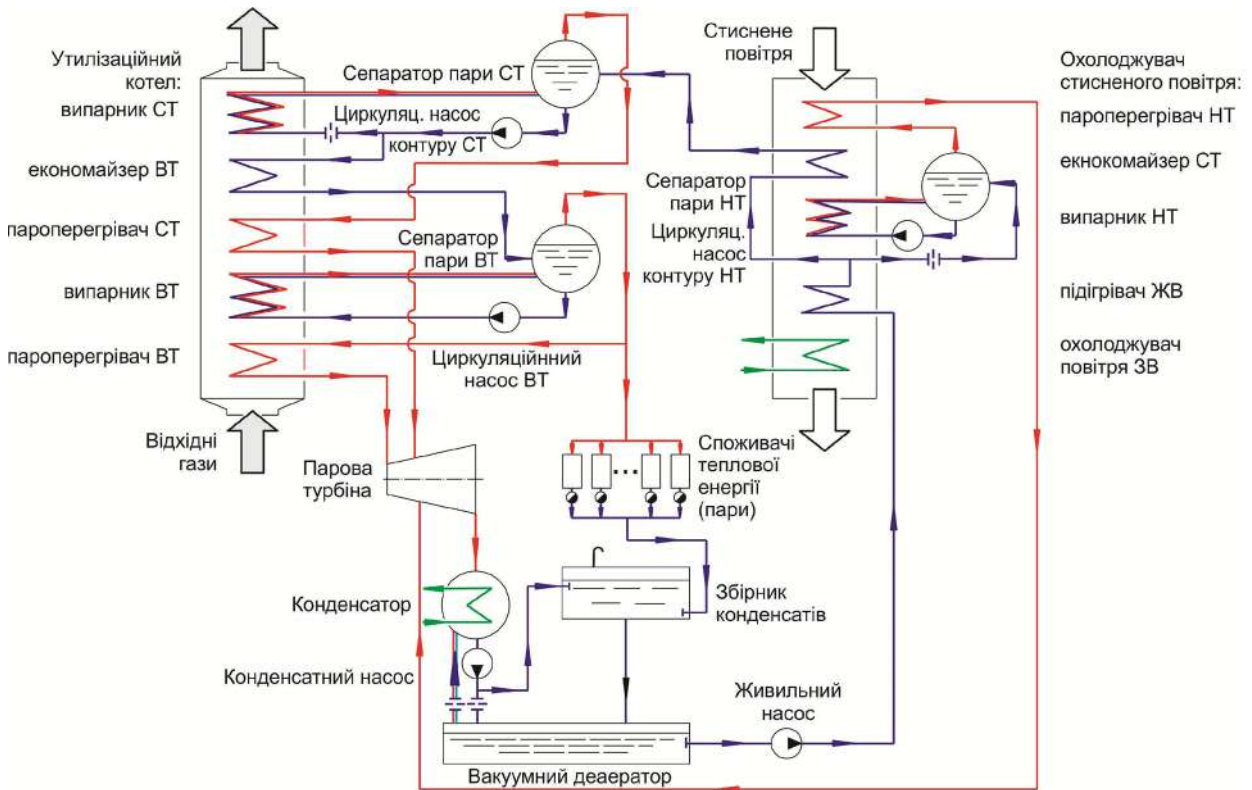 Утилізаційний
котел:
випарник СТ
економайзер ВТ
пароперегрівач СТ
випарник ВТ
пароперегрівач ВТ
Відхідні
гази
Сепаратор пари СТ
Циркуляц. насос
контуру СТ
Сепаратор
пари ВТ
Циркуляційнний
насос ВТ
Стиснене
повітря
Сепаратор
пари НТ
Циркуляц.
насос
контуру НТ
Охолоджувач
стисненого повітря:
пароперегрівач НТ
екнокомайзер СТ
випарник НТ
підігрівач ЖВ
охолоджувач
повітря ЗВ
Парова
турбіна
Споживачі
теплової
енергії
(пари)
Конденсатор
Збірник
конденсатів
Конденсатний насос
Живильний
насос
Вакуумний деаератор